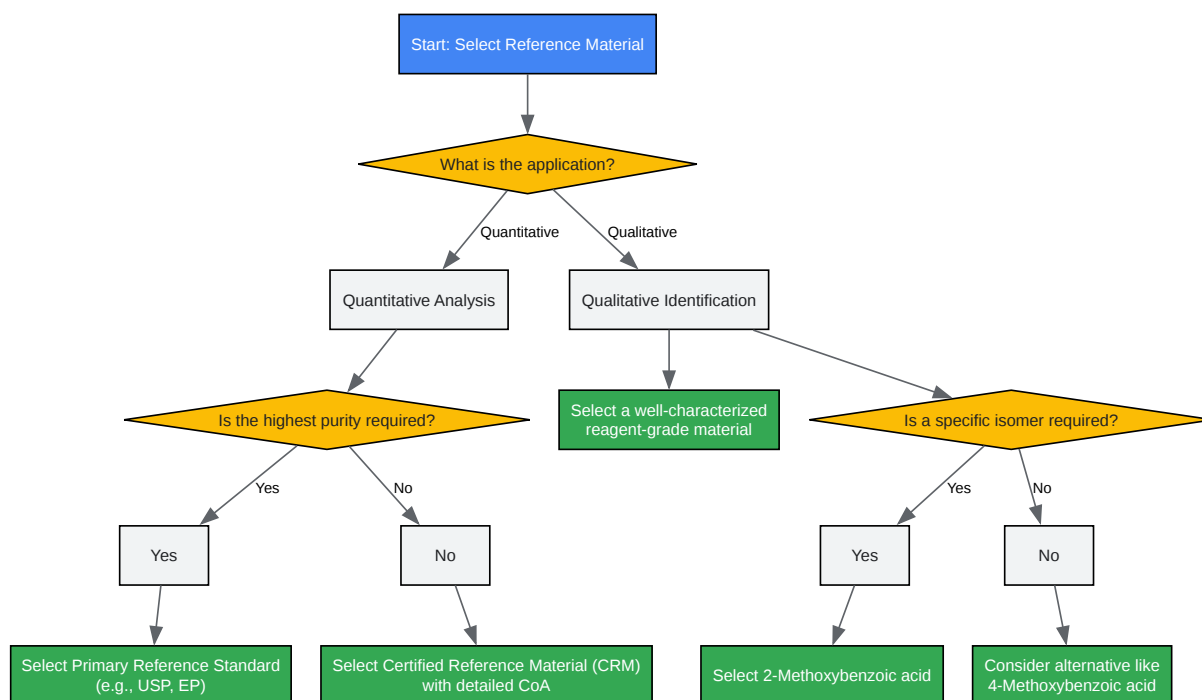 Start: Select Reference Material
What is the application?
Quantitative
Qualitative
Quantitative Analysis
Qualitative Identification
Select a well-characterized
reagent-grade material
Is the highest purity required?
Is a specific isomer required?
Yes
No
Yes
No
Yes
No
Yes
No
Select Primary Reference Standard
(e.g., USP, EP)
Select Certified Reference Material (CRM)
with detailed CoA
Select 2-Methoxybenzoic acid
Consider alternative like
4-Methoxybenzoic acid